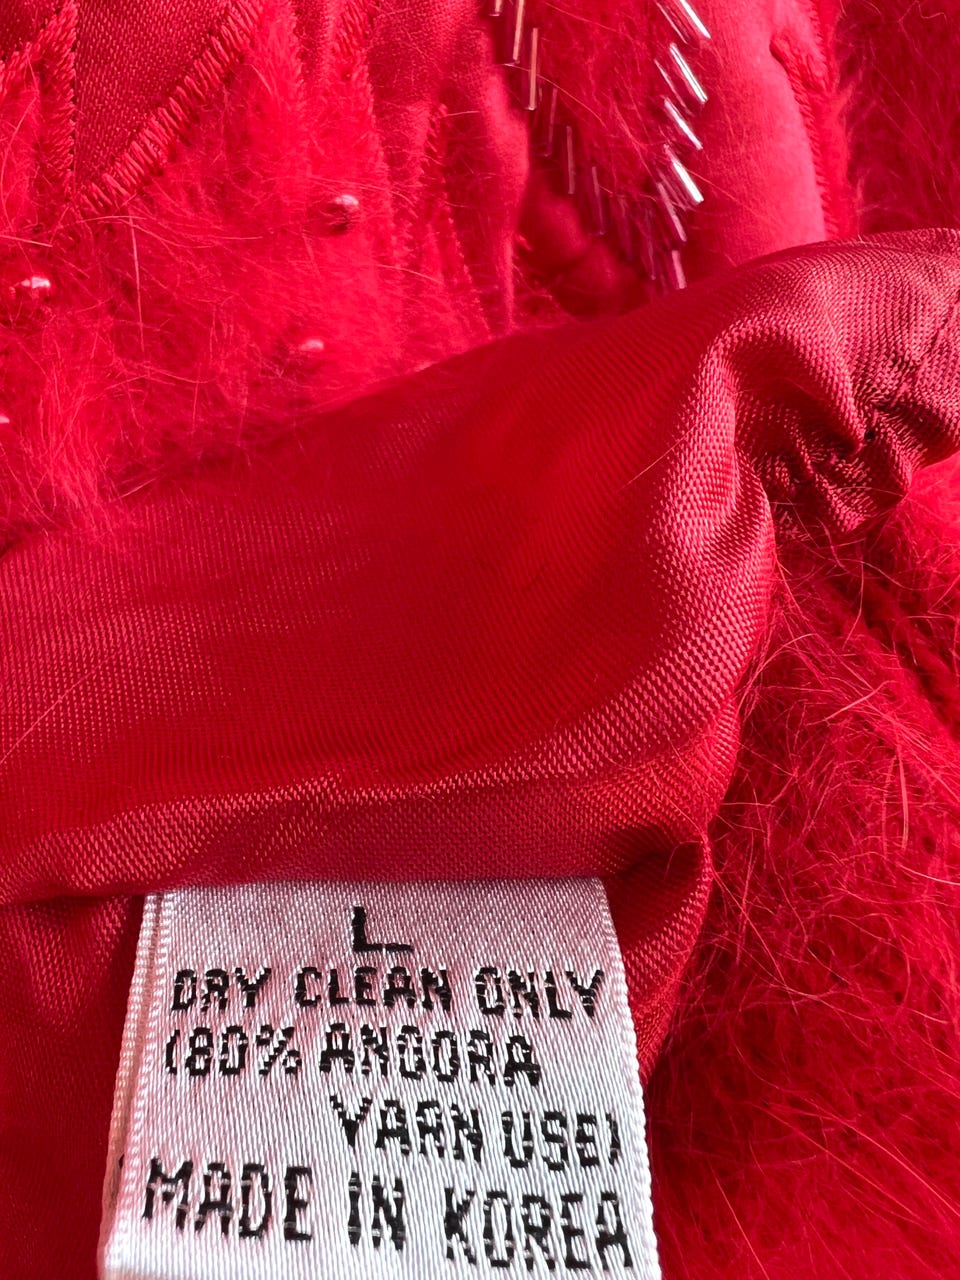 L
DRY CLEAN ONLY
(80% ANGORA
YARN USE)
MADE IN KOREA